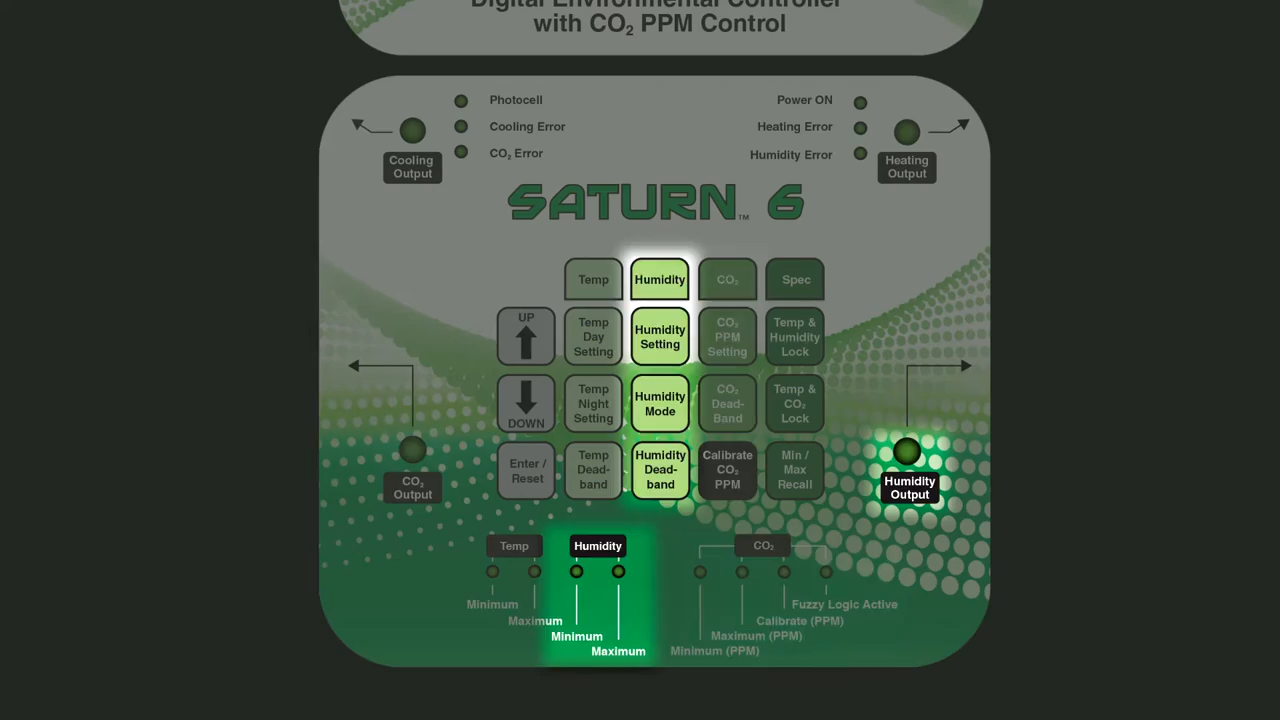 Digital Environmental Controller
with CO₂ PPM Control
Photocell
Cooling Error
CO₂ Error
Cooling
Output
Power ON
Heating Error
Humidity Error
Heating
Output
SATURN™ 6
Temp
Humidity
CO₂
Spec
UP
Temp
Day
Setting
Humidity
Setting
CO₂
PPM
Setting
Temp &
Humidity
Lock
DOWN
Temp
Night
Setting
Humidity
Mode
CO₂
Dead-
Band
Temp &
CO₂
Lock
Enter /
Reset
Temp
Dead-
band
Humidity
Dead-
band
Calibrate
CO₂
PPM
Min /
Max
Recall
CO₂
Output
Humidity
Output
Temp
Minimum
Maximum
Humidity
Minimum
Maximum
CO₂
Fuzzy Logic Active
Calibrate (PPM)
Maximum (PPM)
Minimum (PPM)